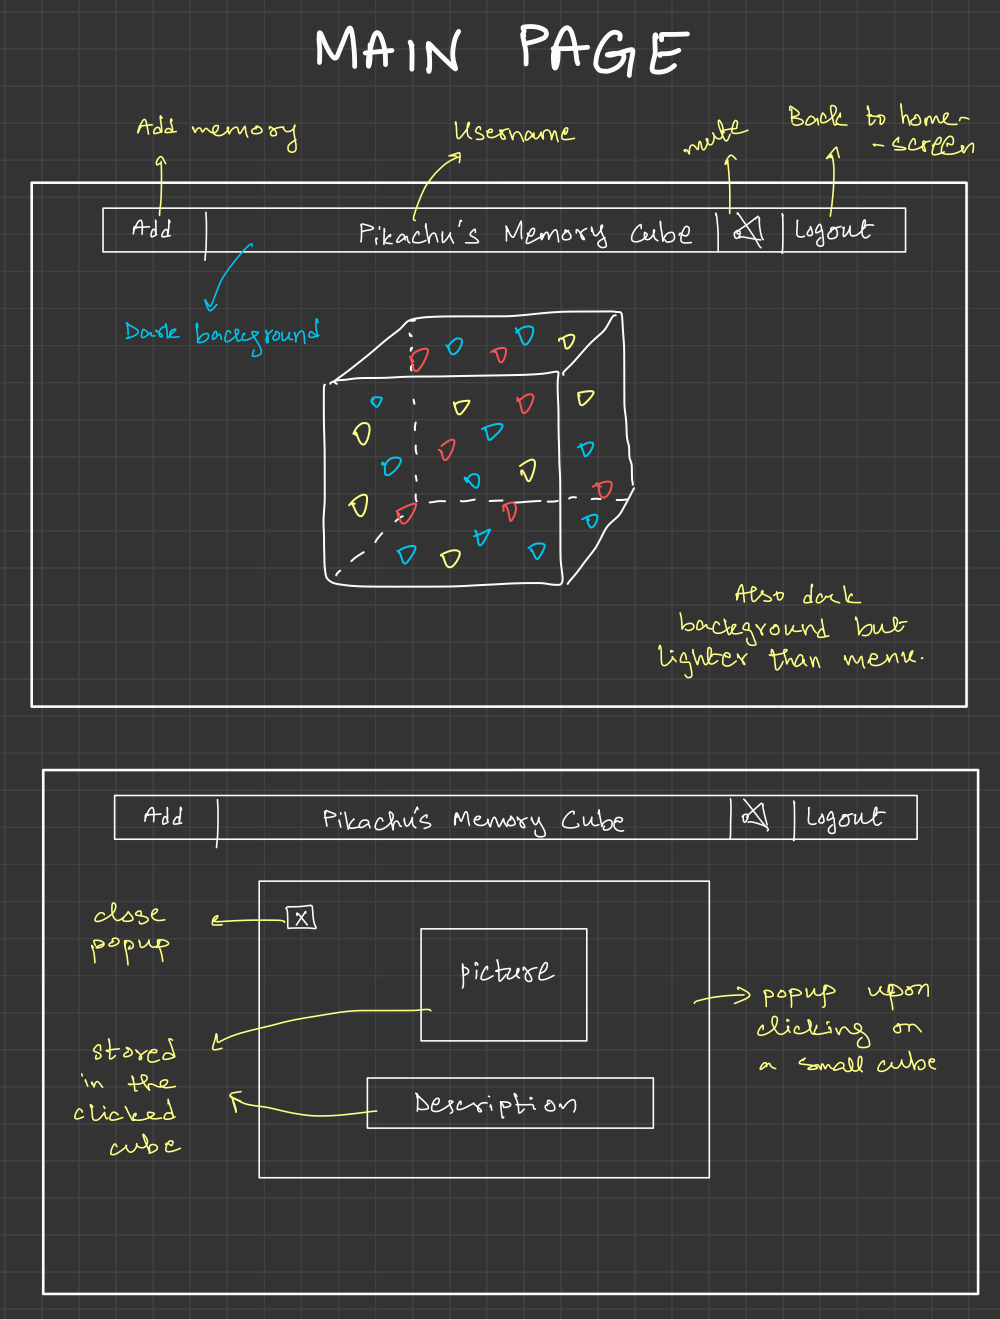 MAIN PAGE
Add memory
Username
mute
Back to home-
-screen
Add
Pikachu's Memory Cube
Logout
Dark background
Also dark
background but
lighter than menu.
Add
Pikachu's Memory Cube
Logout
close
popup
X
picture
popup upon
clicking on
a small cube
stored
in the
clicked
cube
Description